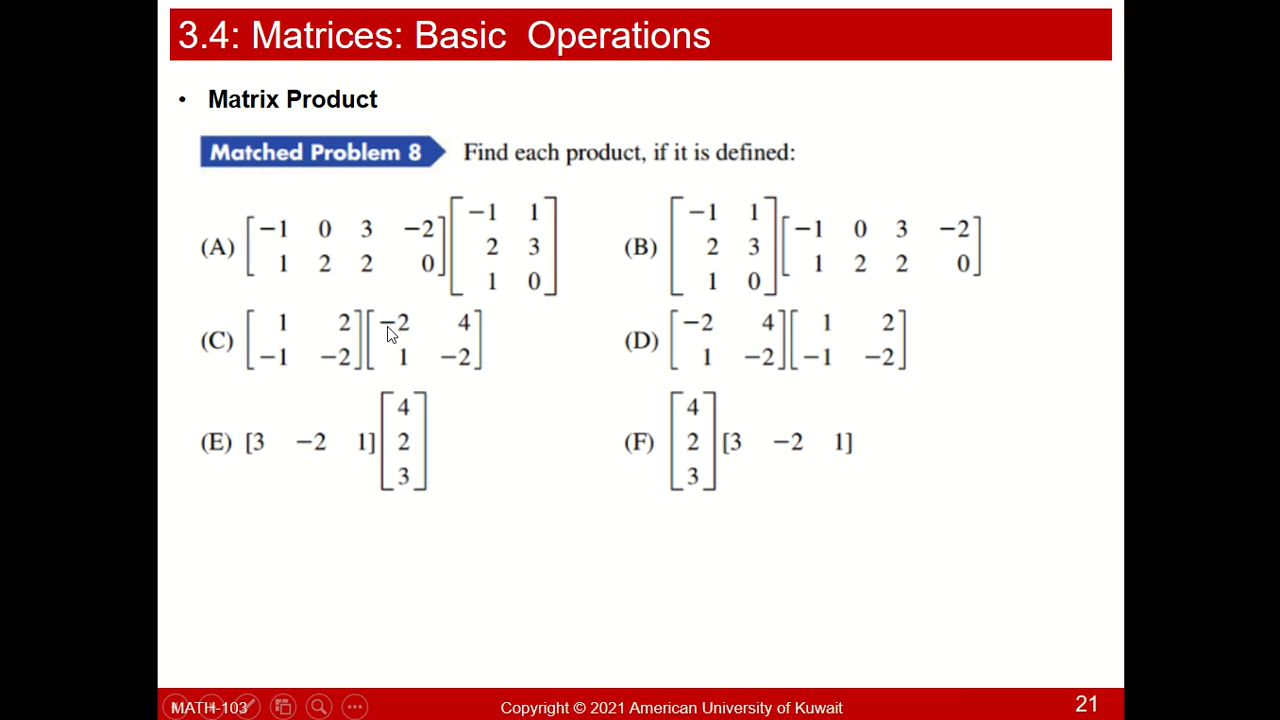 3.4: Matrices: Basic Operations
• Matrix Product
Matched Problem 8 Find each product, if it is defined:
(A) [−1 0 3 −2
1 2 2 0] [−1 1
2 3
1 0]
(B) [−1 1
2 3
1 0] [−1 0 3 −2
1 2 2 0]
(C) [1 2
−1 −2] [−2 4
1 −2]
(D) [−2 4
1 −2] [1 2
−1 −2]
(E) [3 −2 1] [4
2
3]
(F) [4
2
3] [3 −2 1]
MATH-103 Copyright © 2021 American University of Kuwait 21